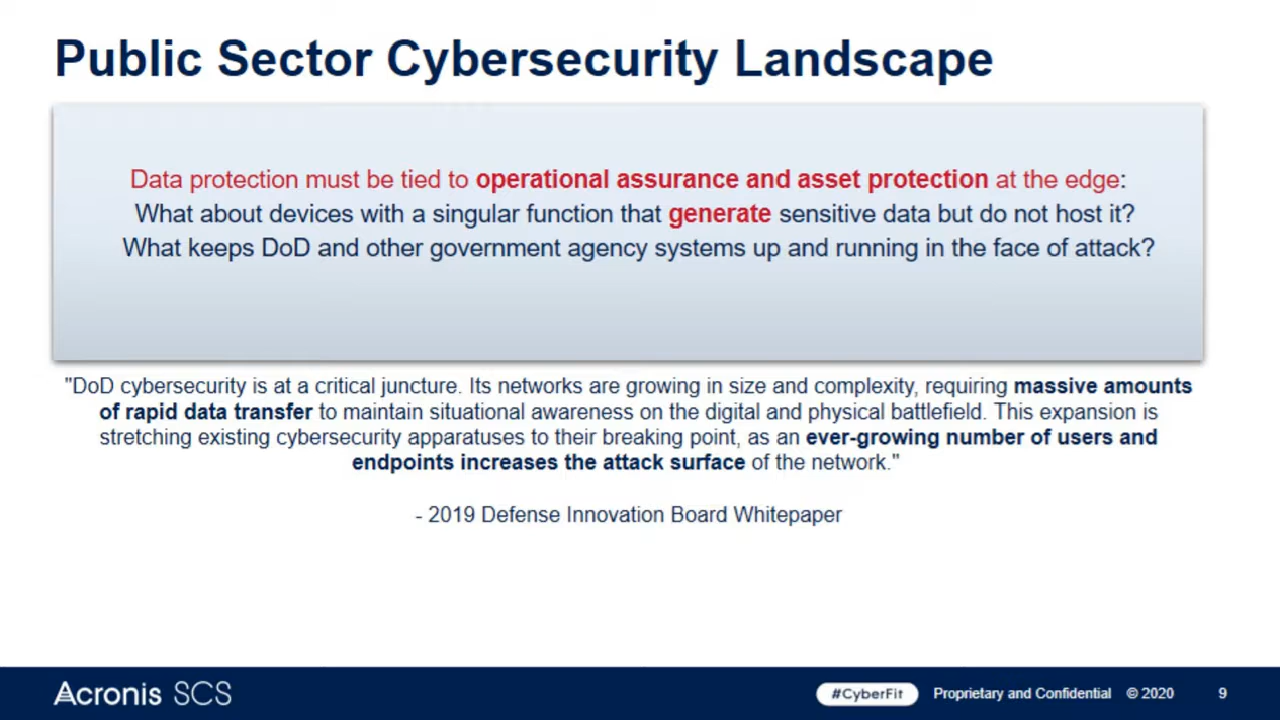 Public Sector Cybersecurity Landscape
Data protection must be tied to operational assurance and asset protection at the edge:
What about devices with a singular function that generate sensitive data but do not host it?
What keeps DoD and other government agency systems up and running in the face of attack?
"DoD cybersecurity is at a critical juncture. Its networks are growing in size and complexity, requiring massive amounts
of rapid data transfer to maintain situational awareness on the digital and physical battlefield. This expansion is
stretching existing cybersecurity apparatuses to their breaking point, as an ever-growing number of users and
endpoints increases the attack surface of the network."
- 2019 Defense Innovation Board Whitepaper
Acronis SCS
#CyberFit Proprietary and Confidential © 2020 9